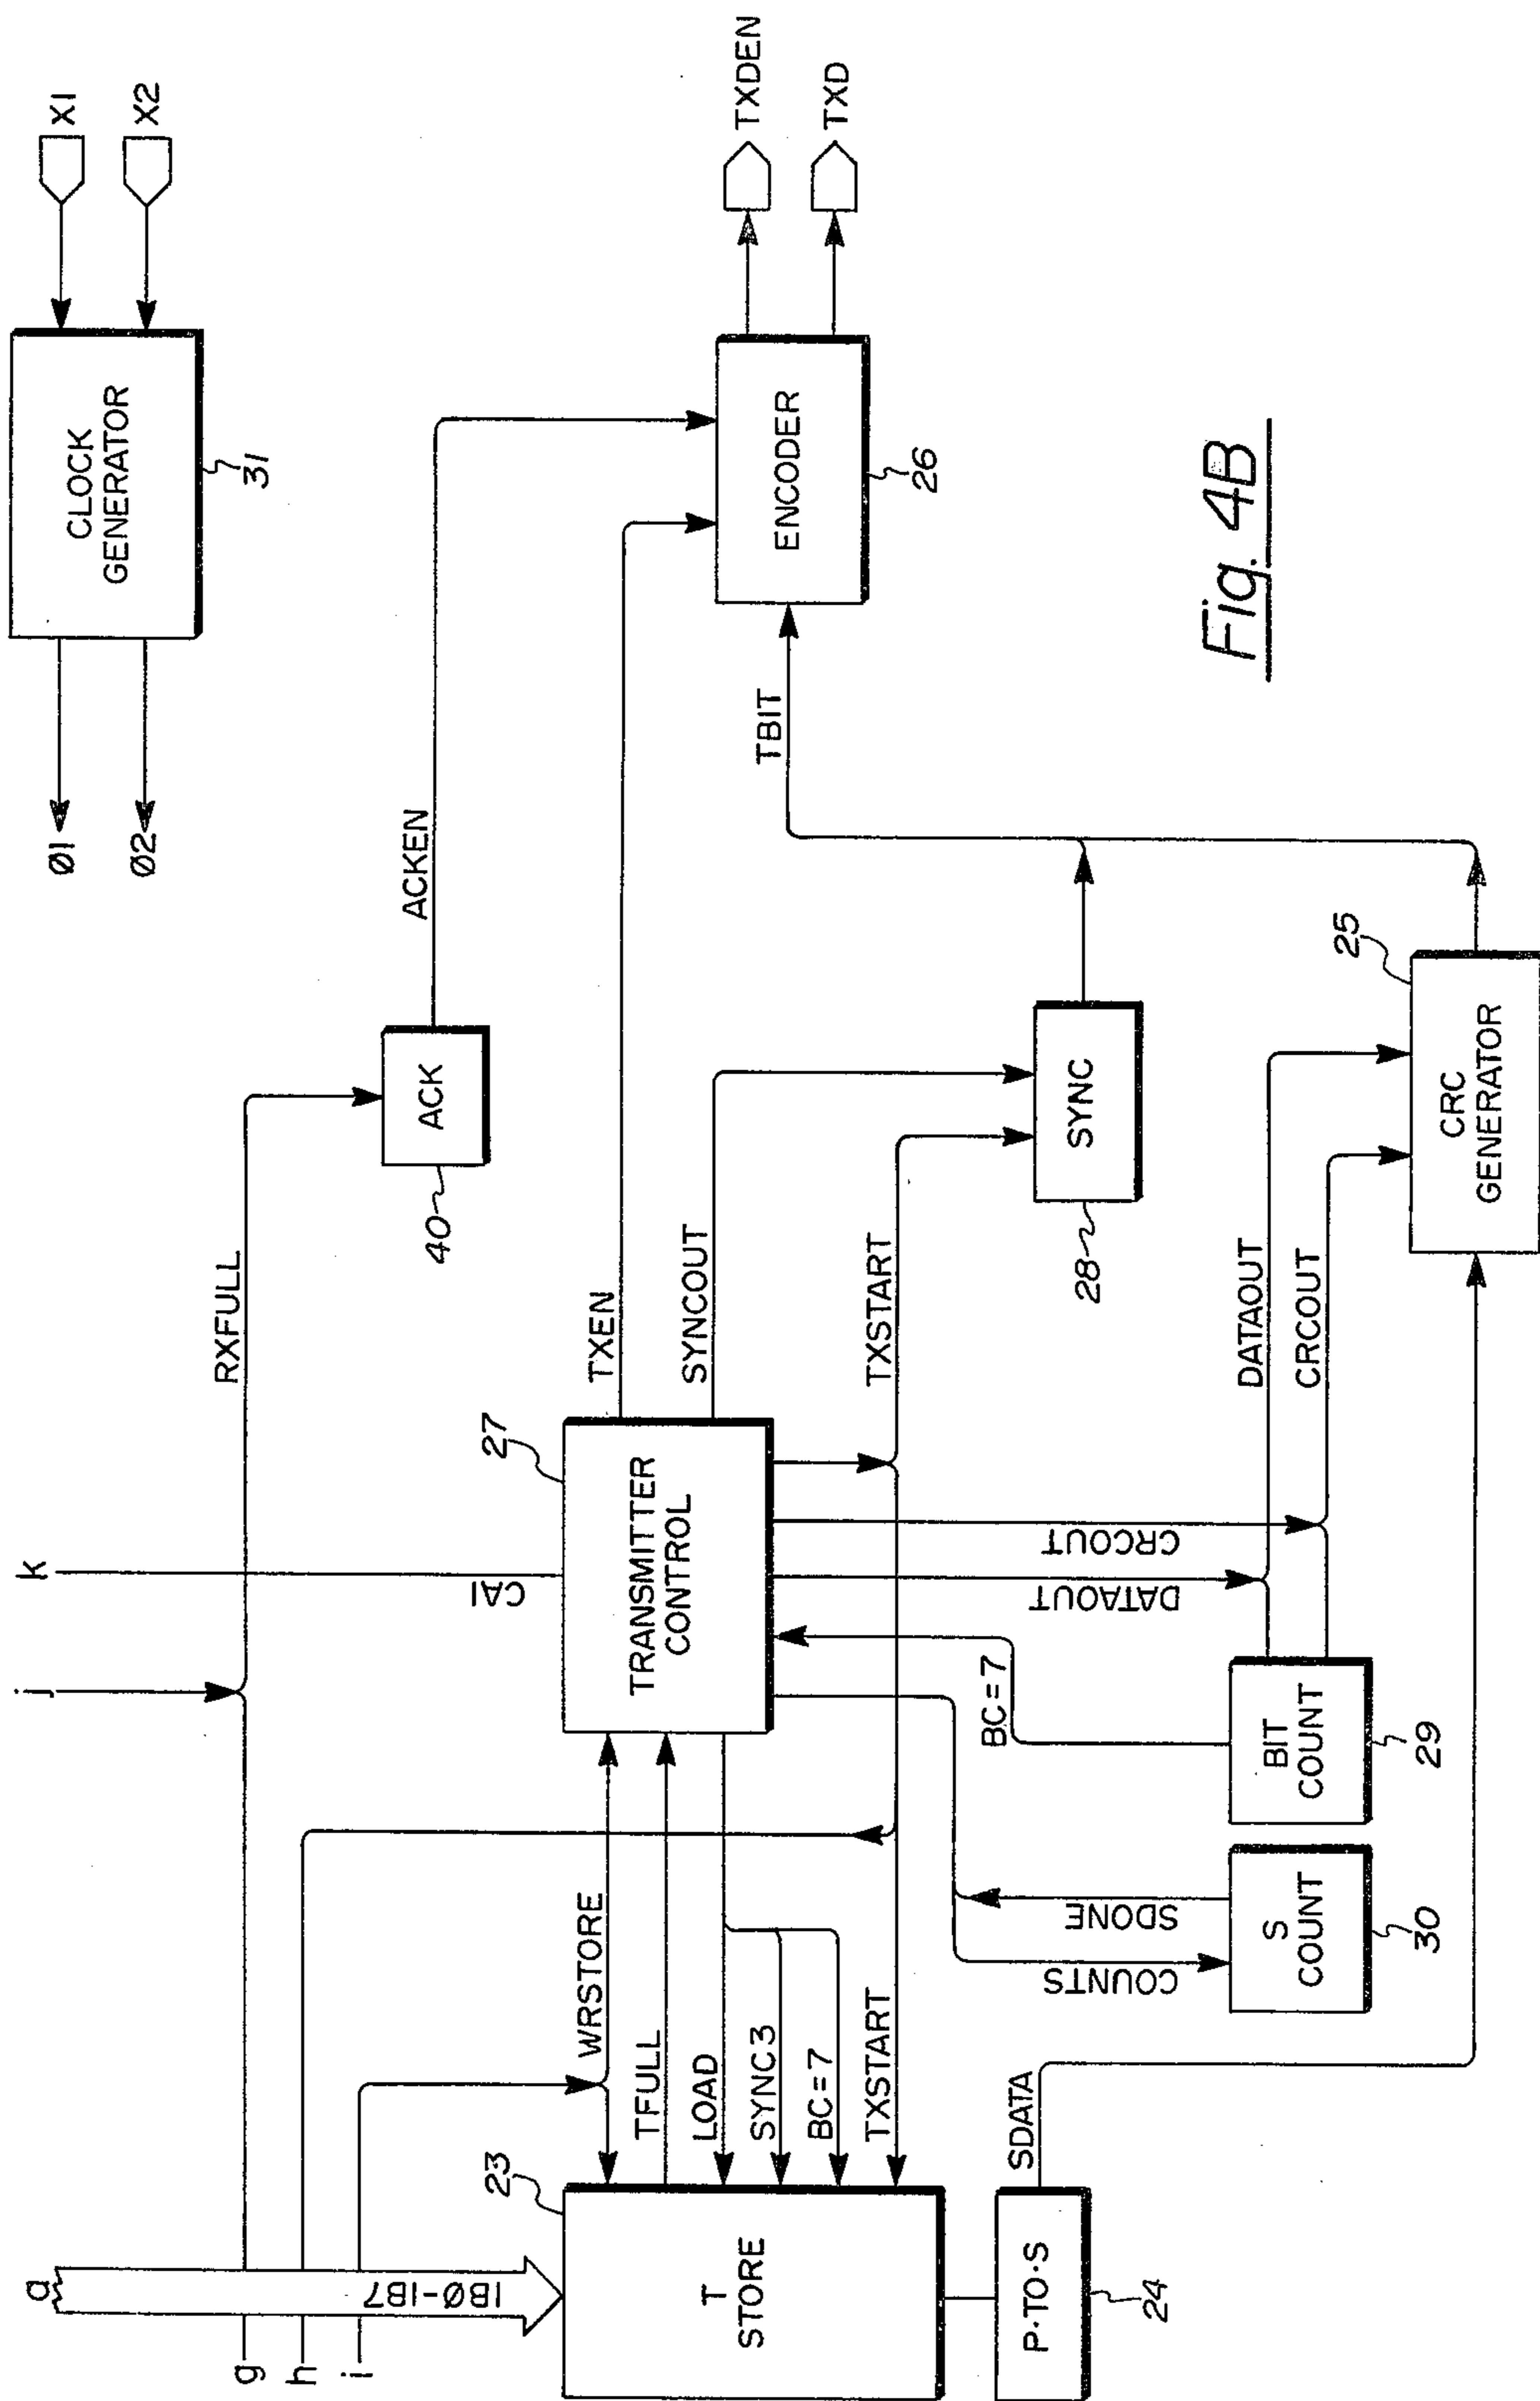 a
g
h
i
IBØ-IB7
j
k
CAI
RXFULL
40
ACK
ACKEN
Ø1
Ø2
CLOCK
GENERATOR
31
X1
X2
23
T
STORE
WRSTORE
TFULL
LOAD
SYNC3
BC=7
TXSTART
27
TRANSMITTER
CONTROL
TXEN
SYNCOUT
TXSTART
CRCOUT
DATAOUT
BC=7
SDONE
COUNTS
28
SYNC
TBIT
ENCODER
26
TXDEN
TXD
P-TO-S
24
SDATA
S
COUNT
30
BIT
COUNT
29
DATAOUT
CRCOUT
25
CRC
GENERATOR
Fig. 4B